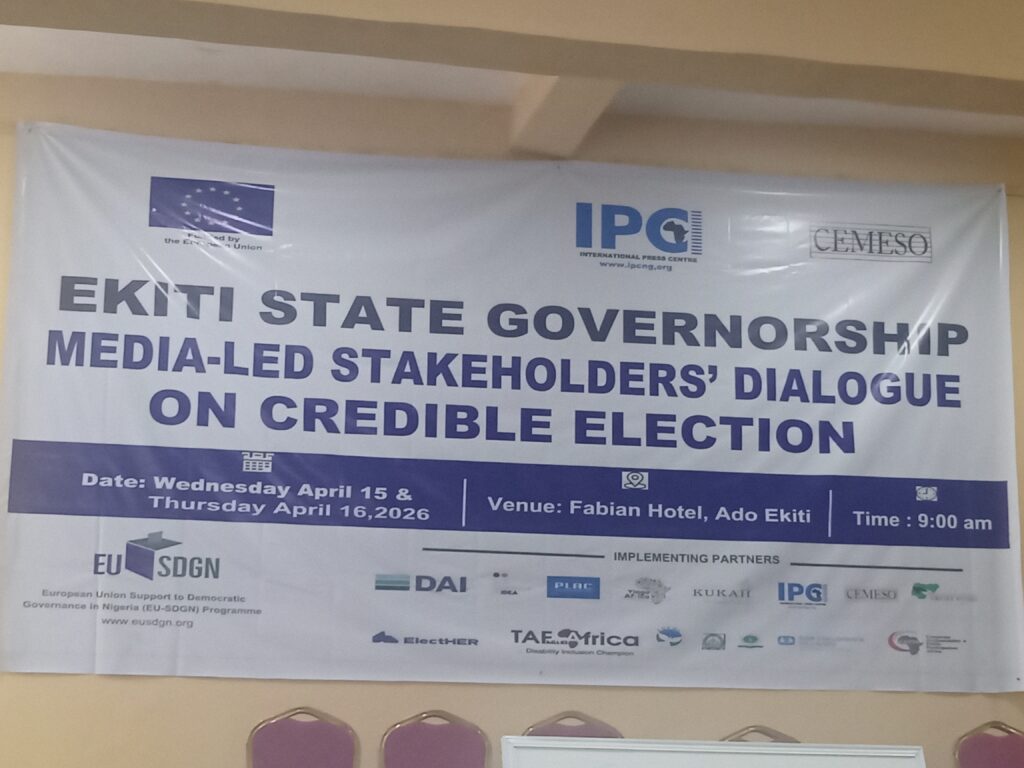 Funded by
the European Union
IPC
INTERNATIONAL PRESS CENTRE
www.ipcng.org
CEMESO
EKITI STATE GOVERNORSHIP
MEDIA-LED STAKEHOLDERS' DIALOGUE
ON CREDIBLE ELECTION
Date: Wednesday April 15 &
Thursday April 16,2026
Venue: Fabian Hotel, Ado Ekiti
Time : 9:00 am
EU SDGN
European Union Support to Democratic
Governance in Nigeria (EU-SDGN) Programme
www.eusdgn.org
IMPLEMENTING PARTNERS
DAI
IDEA
PLAC
KUKAH
IPC
CEMESO
ElectHER
TAF Africa
Disability Inclusion Champion